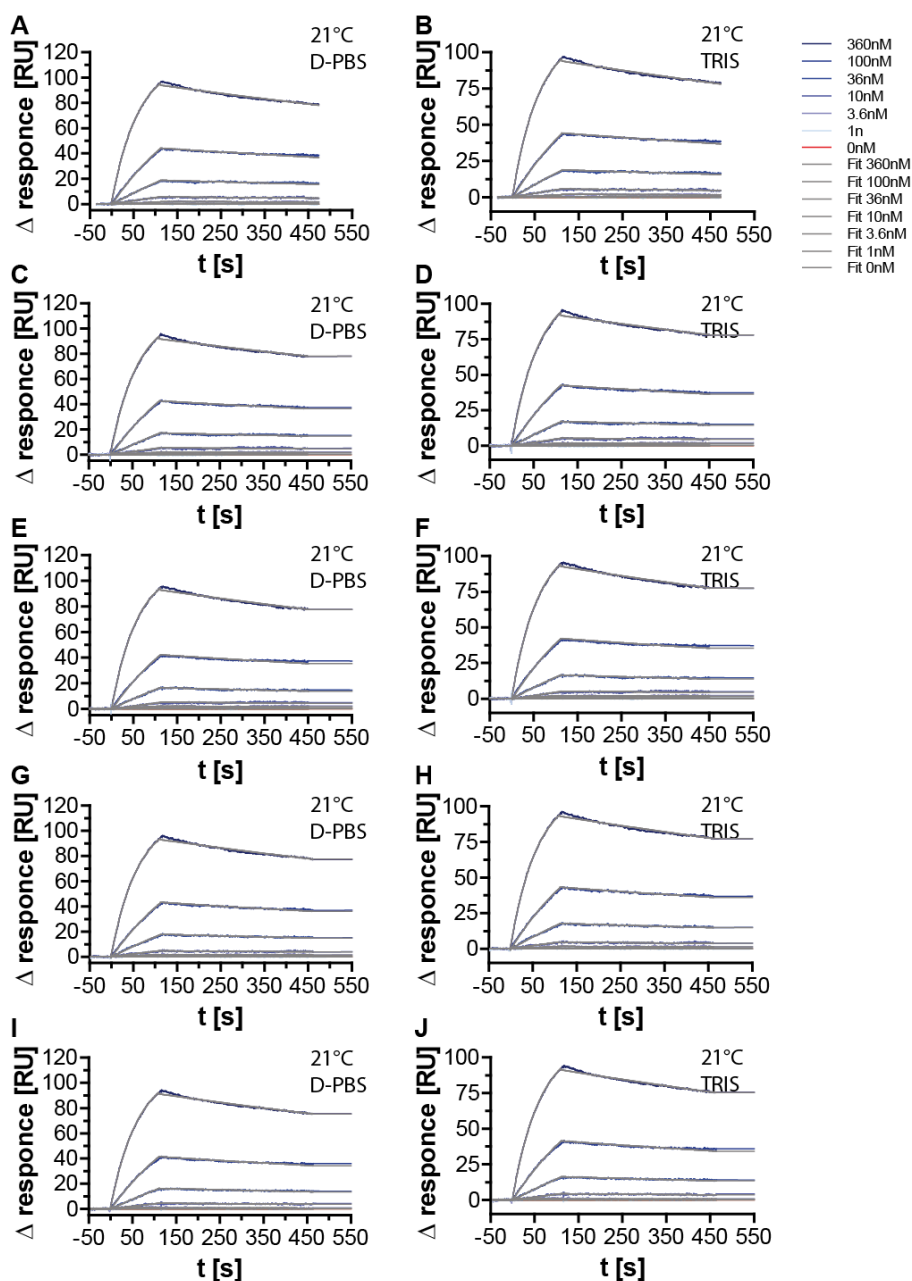 A
Δ responce [RU]
120
100
80
60
40
20
0
21°C
D-PBS
-50 50 150 250 350 450 550
t [s]
B
Δ responce [RU]
100
75
50
25
0
21°C
TRIS
-50 50 150 250 350 450 550
t [s]
360nM
100nM
36nM
10nM
3.6nM
1n
0nM
Fit 360nM
Fit 100nM
Fit 36nM
Fit 10nM
Fit 3.6nM
Fit 1nM
Fit 0nM
C
Δ responce [RU]
120
100
80
60
40
20
0
21°C
D-PBS
-50 50 150 250 350 450 550
t [s]
D
Δ responce [RU]
100
75
50
25
0
21°C
TRIS
-50 50 150 250 350 450 550
t [s]
E
Δ responce [RU]
120
100
80
60
40
20
0
21°C
D-PBS
-50 50 150 250 350 450 550
t [s]
F
Δ responce [RU]
100
75
50
25
0
21°C
TRIS
-50 50 150 250 350 450 550
t [s]
G
Δ responce [RU]
120
100
80
60
40
20
0
21°C
D-PBS
-50 50 150 250 350 450 550
t [s]
H
Δ responce [RU]
100
75
50
25
0
21°C
TRIS
-50 50 150 250 350 450 550
t [s]
I
Δ responce [RU]
120
100
80
60
40
20
0
21°C
D-PBS
-50 50 150 250 350 450 550
t [s]
J
Δ responce [RU]
100
75
50
25
0
21°C
TRIS
-50 50 150 250 350 450 550
t [s]